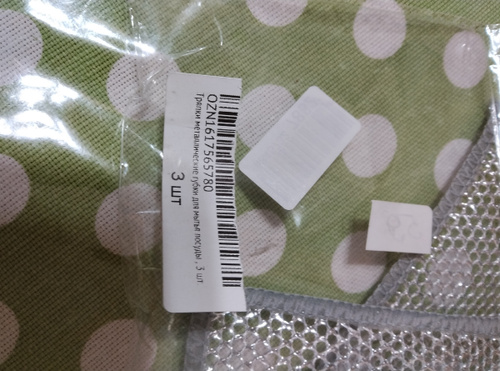 OZN1617565780
Тряпки металлические губки для мытья посуды , 3 шт
3 шт